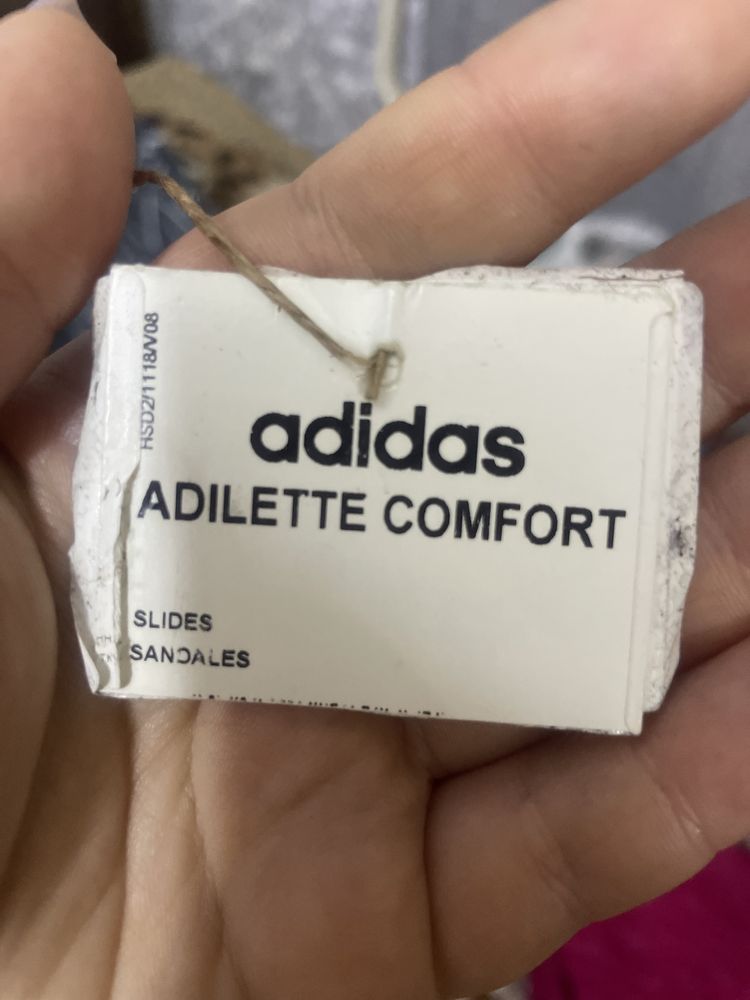 HSD2/1118/V08
adidas
ADILETTE COMFORT
SLIDES
SANDALES